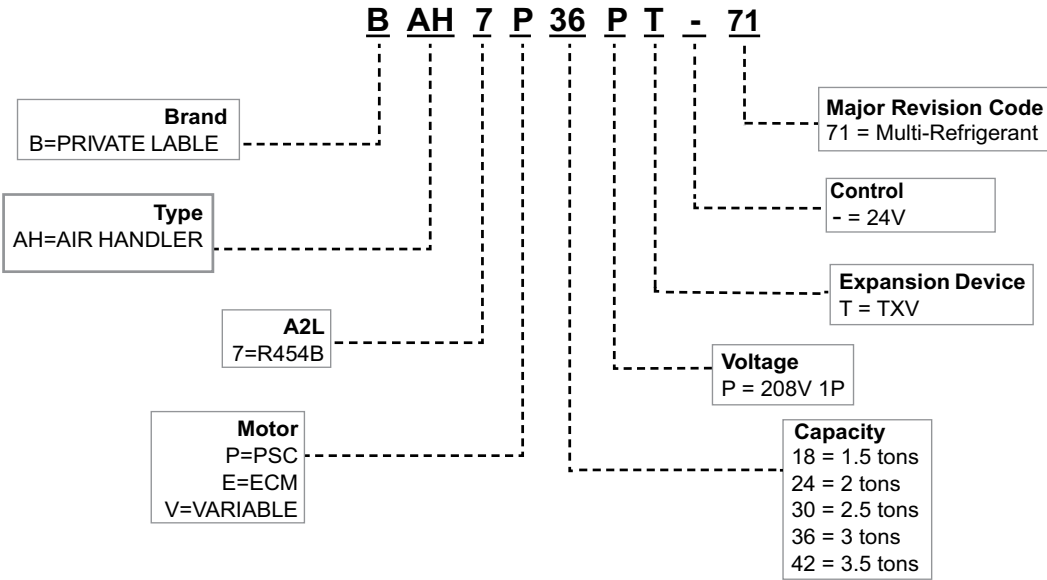 B AH 7 P 36 P T - 71
Brand
B=PRIVATE LABLE
Type
AH=AIR HANDLER
A2L
7=R454B
Motor
P=PSC
E=ECM
V=VARIABLE
Major Revision Code
71 = Multi-Refrigerant
Control
- = 24V
Expansion Device
T = TXV
Voltage
P = 208V 1P
Capacity
18 = 1.5 tons
24 = 2 tons
30 = 2.5 tons
36 = 3 tons
42 = 3.5 tons